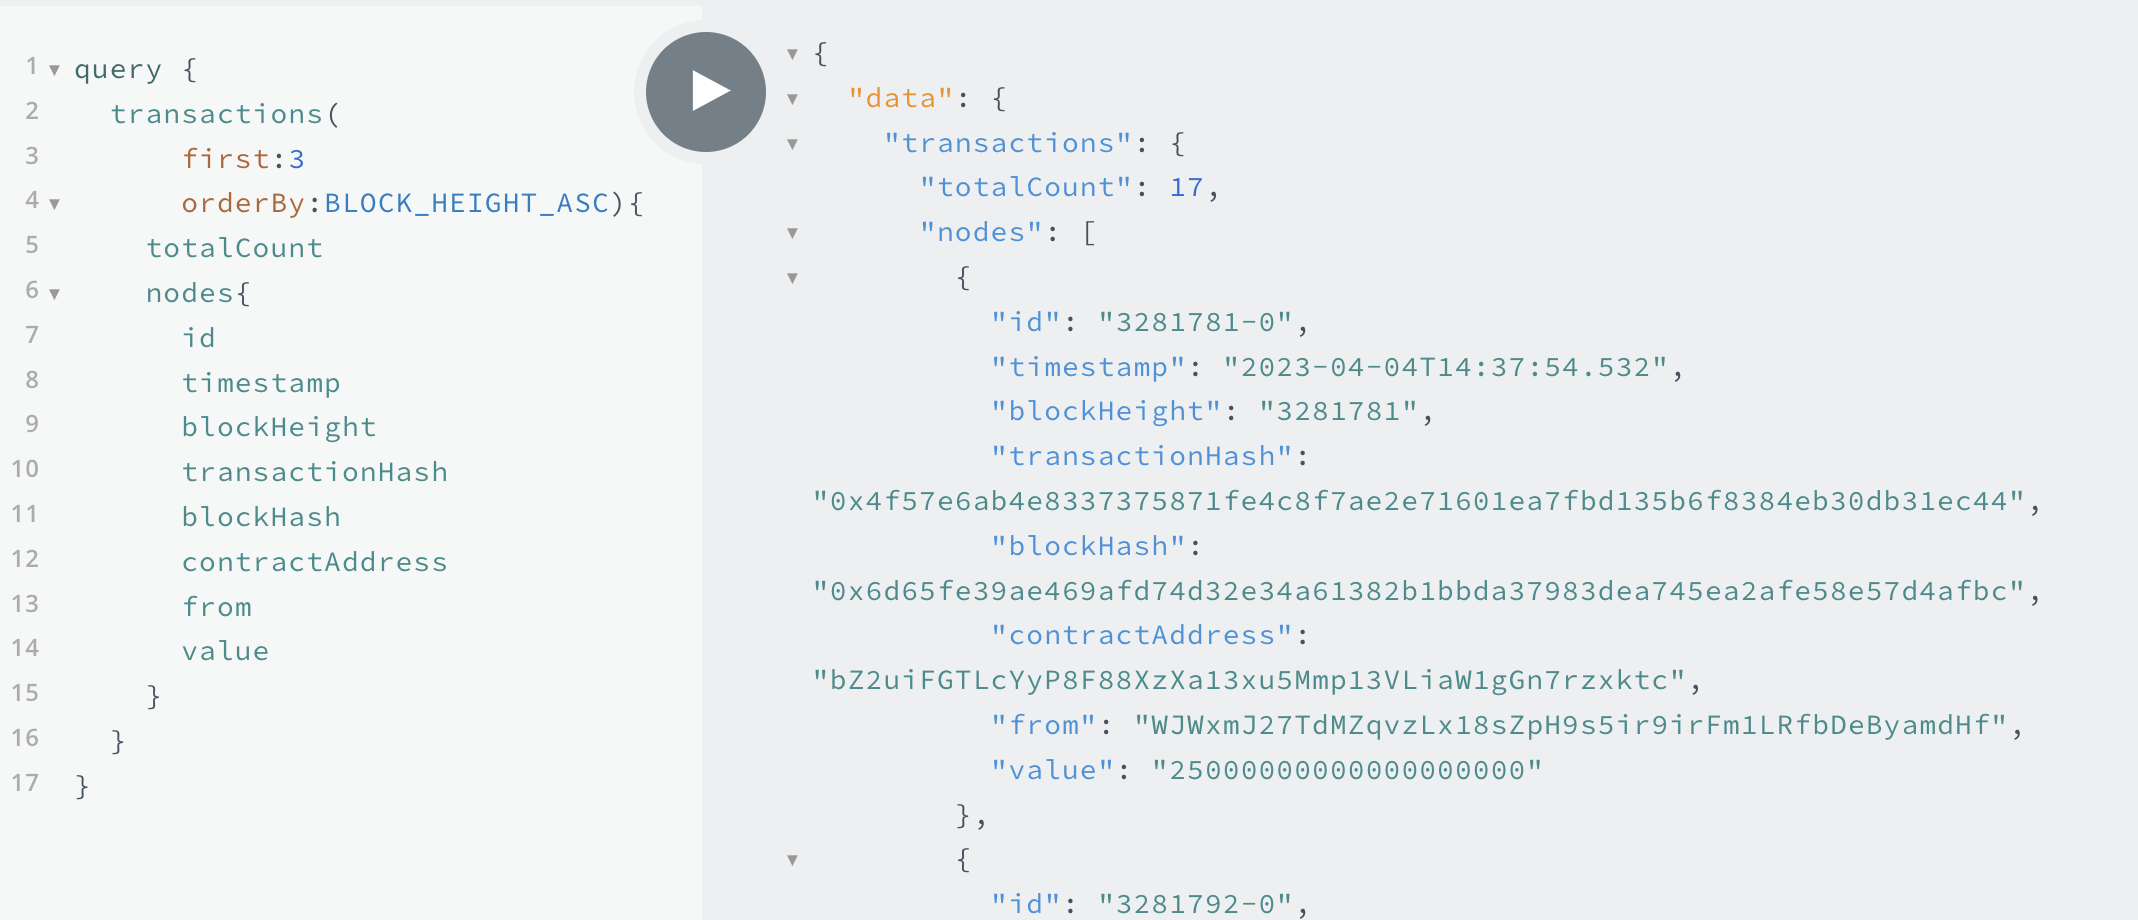 1 query {
2 transactions(
3 first:3
4 orderBy:BLOCK_HEIGHT_ASC){
5 totalCount
6 nodes{
7 id
8 timestamp
9 blockHeight
10 transactionHash
11 blockHash
12 contractAddress
13 from
14 value
15 }
16 }
17 }
{
"data": {
"transactions": {
"totalCount": 17,
"nodes": [
{
"id": "3281781-0",
"timestamp": "2023-04-04T14:37:54.532",
"blockHeight": "3281781",
"transactionHash":
"0x4f57e6ab4e8337375871fe4c8f7ae2e71601ea7fbd135b6f8384eb30db31ec44",
"blockHash":
"0x6d65fe39ae469afd74d32e34a61382b1bbda37983dea745ea2afe58e57d4afbc",
"contractAddress":
"bZ2uiFGTLcYyP8F88XzXa13xu5Mmp13VLiaW1gGn7rzxktc",
"from": "WJWxmJ27TdMZqvzLx18sZpH9s5ir9irFm1LRfbDeByamdHf",
"value": "25000000000000000000"
},
{
"id": "3281792-0",